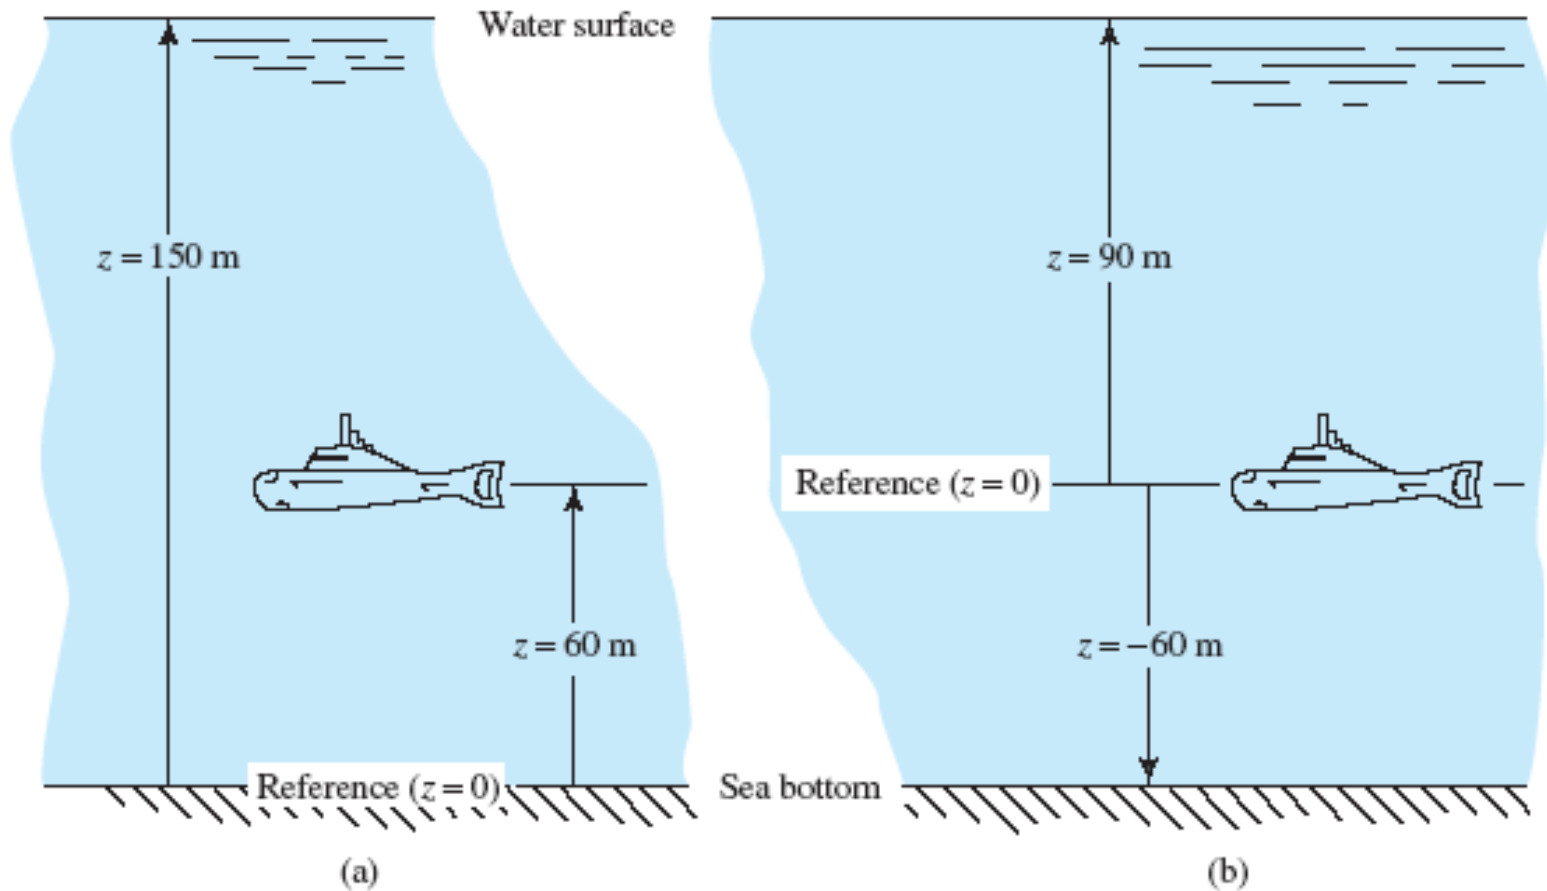 Water surface
z = 150 m
z = 90 m
Reference (z = 0)
z = 60 m
z = −60 m
Reference (z = 0)
Sea bottom
(a)
(b)